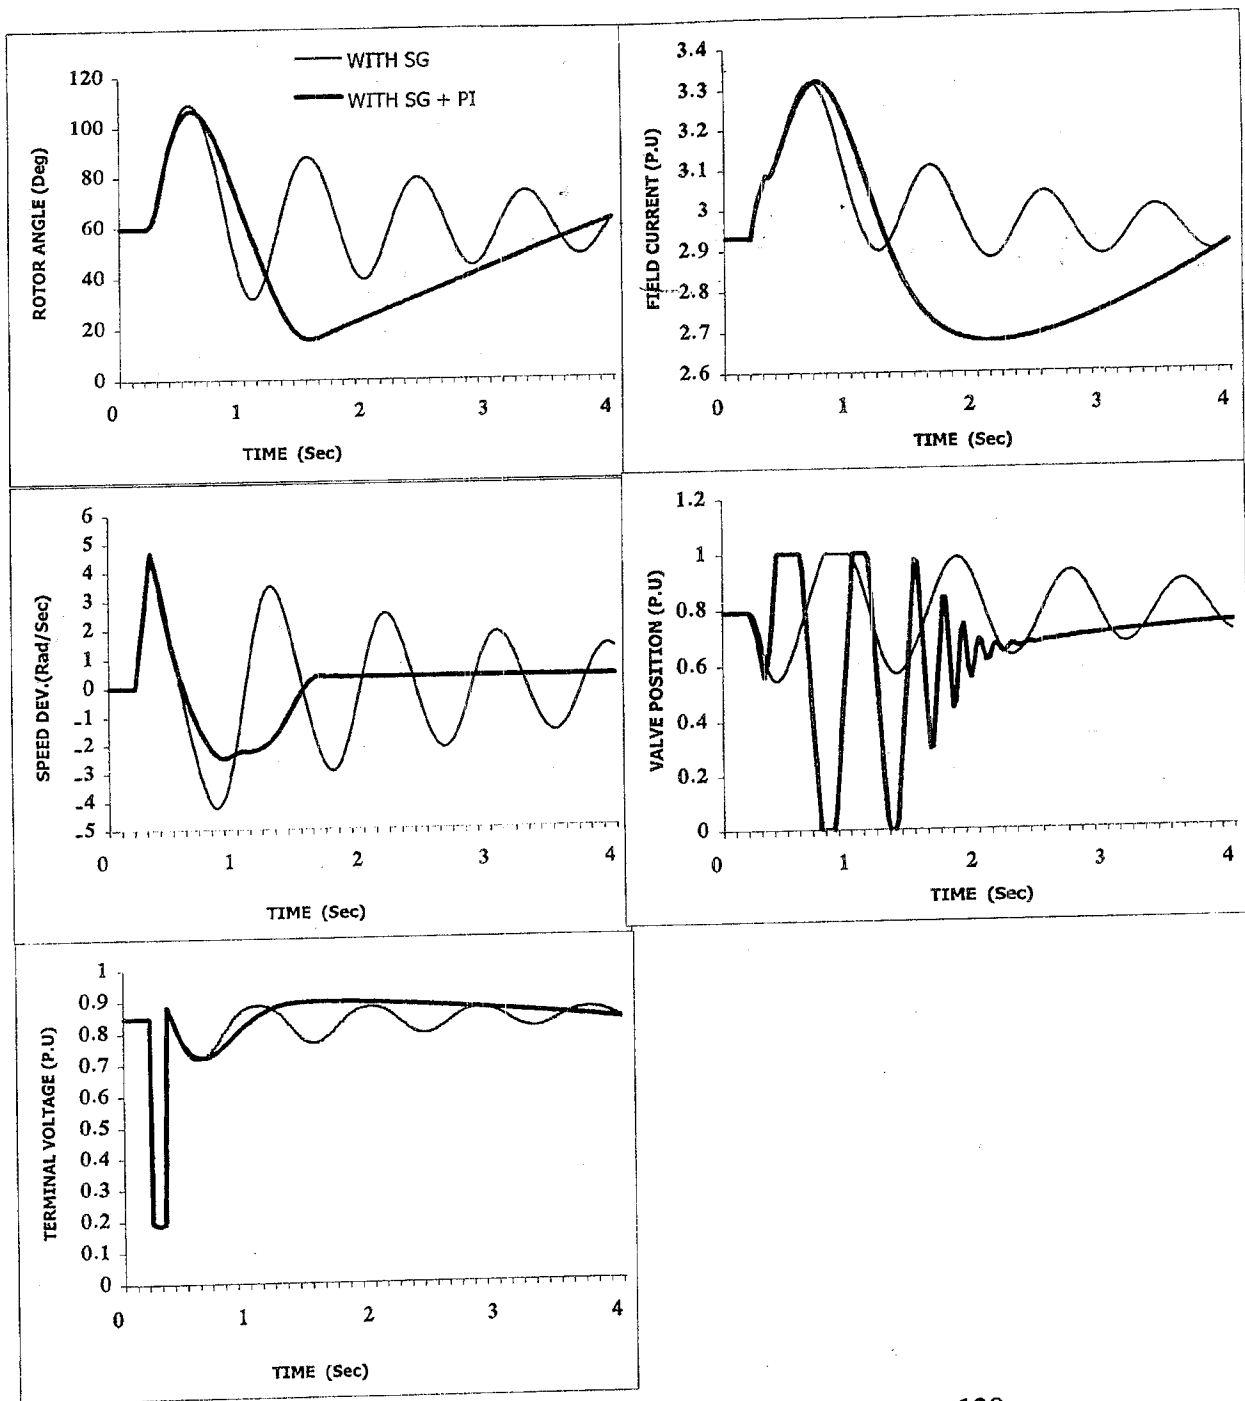 WITH SG
WITH SG + PI
ROTOR ANGLE (Deg)
120
100
80
60
40
20
0
0 1 2 3 4
TIME (Sec)
FIELD CURRENT (P.U)
3.4
3.3
3.2
3.1
3
2.9
2.8
2.7
2.6
0 1 2 3 4
TIME (Sec)
SPEED DEV.(Rad/Sec)
6
5
4
3
2
1
0
-1
-2
-3
-4
-5
0 1 2 3 4
TIME (Sec)
VALVE POSITION (P.U)
1.2
1
0.8
0.6
0.4
0.2
0
0 1 2 3 4
TIME (Sec)
TERMINAL VOLTAGE (P.U)
1
0.9
0.8
0.7
0.6
0.5
0.4
0.3
0.2
0.1
0
0 1 2 3 4
TIME (Sec)